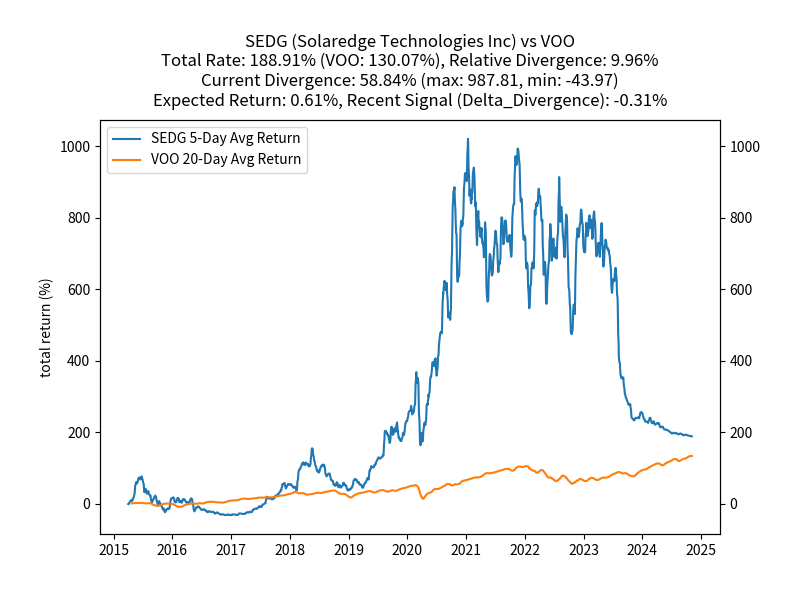 SEDG (Solaredge Technologies Inc) vs VOO
Total Rate: 188.91% (VOO: 130.07%), Relative Divergence: 9.96%
Current Divergence: 58.84% (max: 987.81, min: -43.97)
Expected Return: 0.61%, Recent Signal (Delta_Divergence): -0.31%
SEDG 5-Day Avg Return
VOO 20-Day Avg Return
total return (%)
1000 1000
800 800
600 600
400 400
200 200
0 0
2015 2016 2017 2018 2019 2020 2021 2022 2023 2024 2025